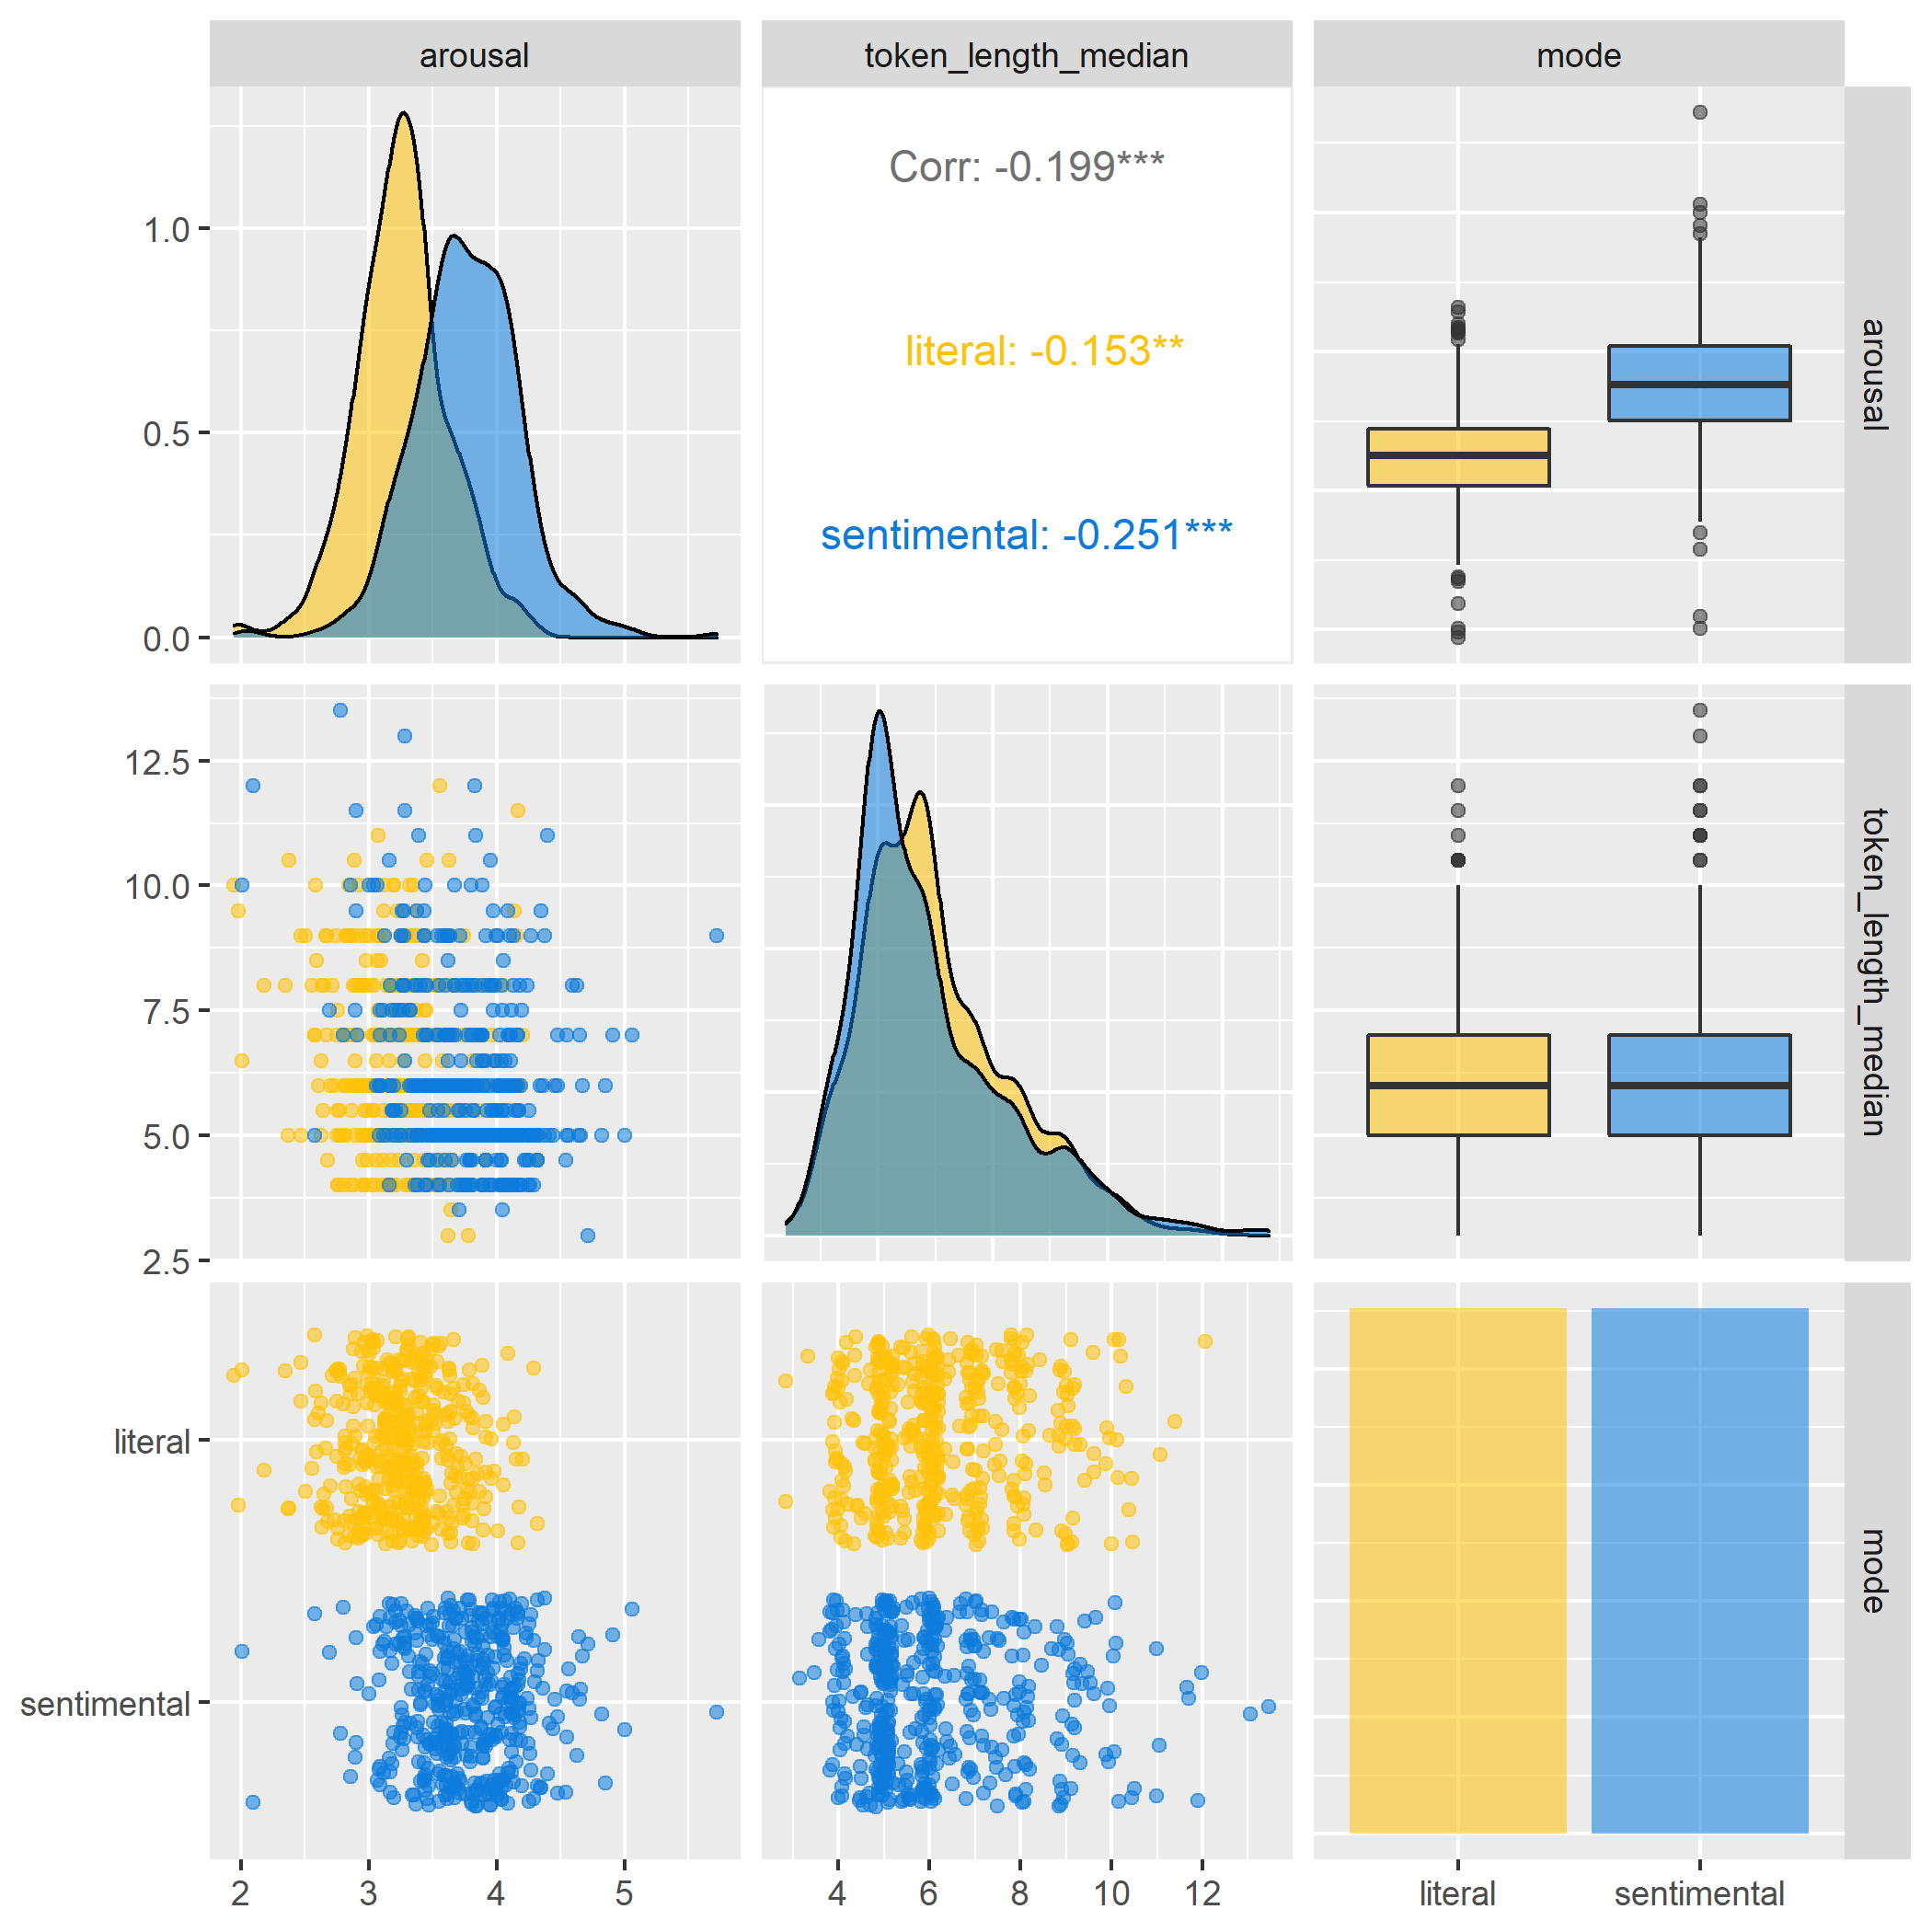 arousal
token_length_median
mode
1.0
0.5
0.0
Corr: -0.199***
literal: -0.153**
sentimental: -0.251***
arousal
12.5
10.0
7.5
5.0
2.5
token_length_median
literal
sentimental
mode
2 3 4 5
4 6 8 10 12
literal sentimental